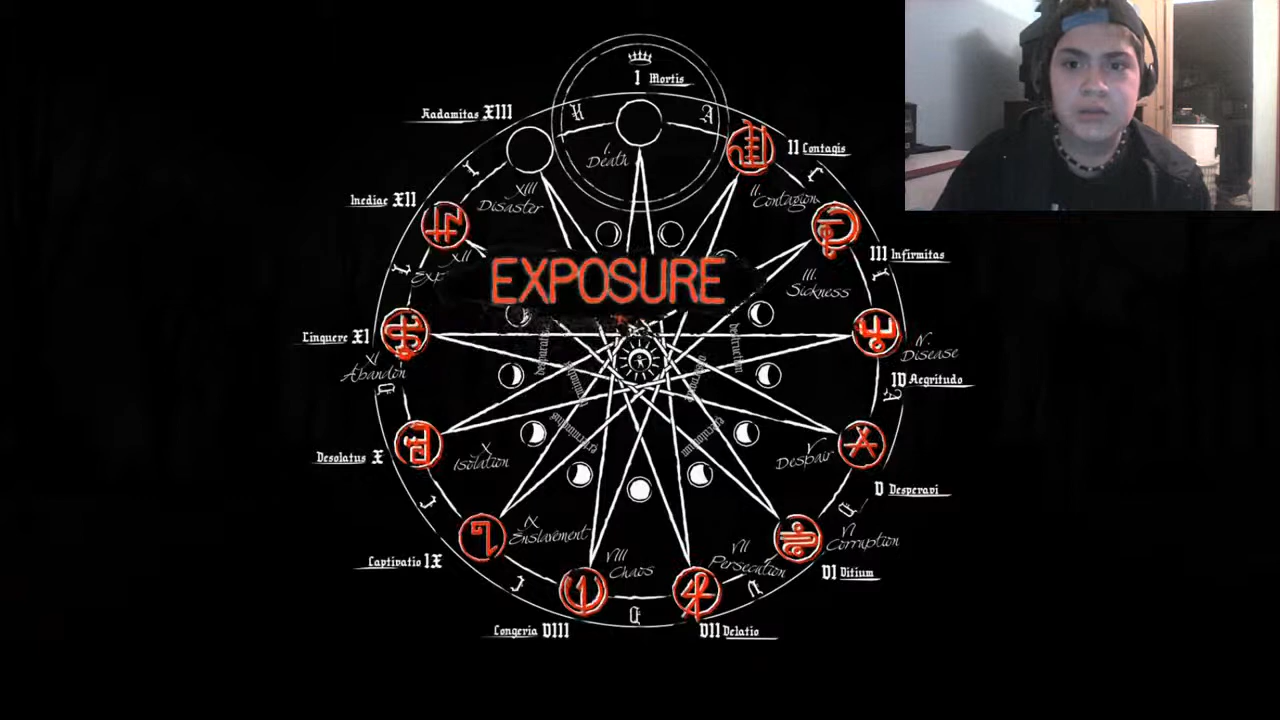 I Mortis
Kadamitas XIII
K
A
II Contagis
I. Death
XIII Disaster
II. Contagion
Inediae XII
III Infirmitas
XII
EXPOSURE
III. Sickness
Linquere XI
XI Abandon
IV. Disease
IV Aegritudo
destruction
Desolatus X
X Isolation
V Despair
V Desperavi
IX Enslavement
VI Corruption
Captivatio IX
VIII Chaos
VII Persecution
VI Vitium
Congeria VIII
VII Delatio